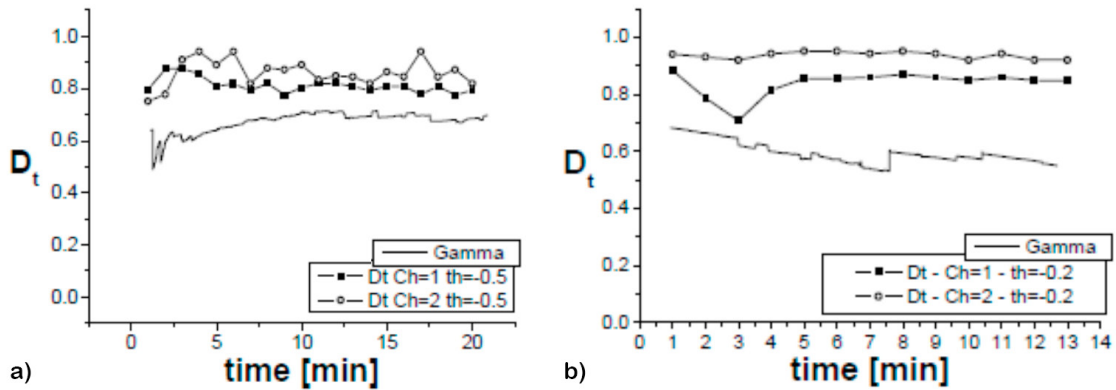 1.0
0.8
0.6
0.4
0.2
0.0
Dt
Gamma
Dt Ch=1 th=-0.5
Dt Ch=2 th=-0.5
0 5 10 15 20
time [min]
a)
1.0
0.8
0.6
0.4
0.2
0.0
Dt
Gamma
Dt - Ch=1 - th=-0.2
Dt - Ch=2 - th=-0.2
0 1 2 3 4 5 6 7 8 9 10 11 12 13 14
time [min]
b)